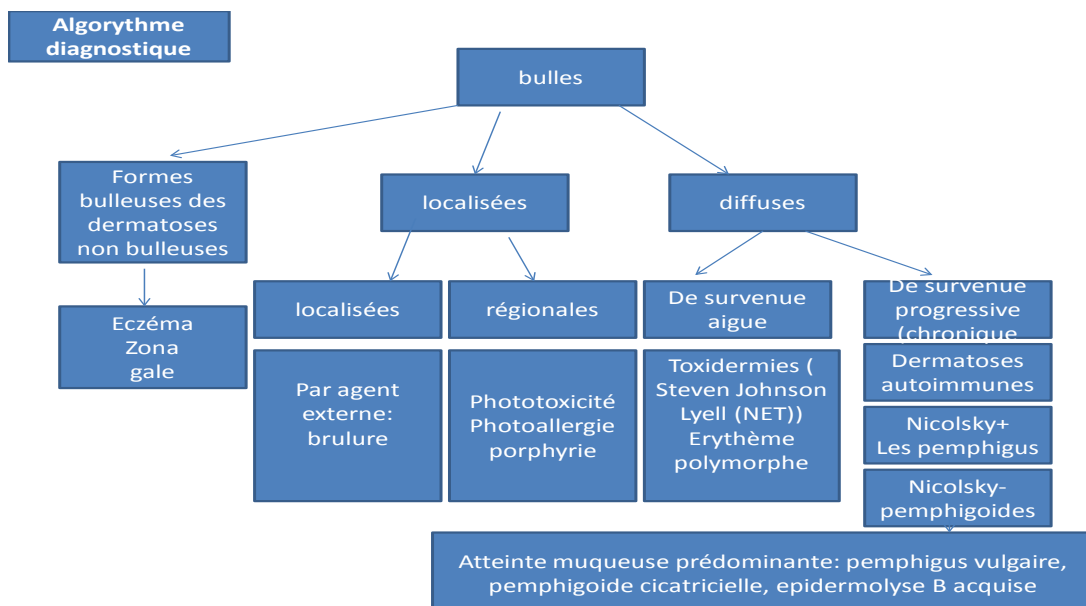 Algorythme
diagnostique
bulles
Formes
bulleuses des
dermatoses
non bulleuses
localisées
diffuses
localisées
régionales
De survenue
aigue
De survenue
progressive
(chronique
Eczéma
Zona
gale
Par agent
externe:
brulure
Phototoxicité
Photoallergie
porphyrie
Toxidermies (
Steven Johnson
Lyell (NET))
Erythème
polymorphe
Dermatoses
autoimmunes
Nicolsky+
Les pemphigus
Nicolsky-
pemphigoides
Atteinte muqueuse prédominante: pemphigus vulgaire,
pemphigoide cicatricielle, epidermolyse B acquise